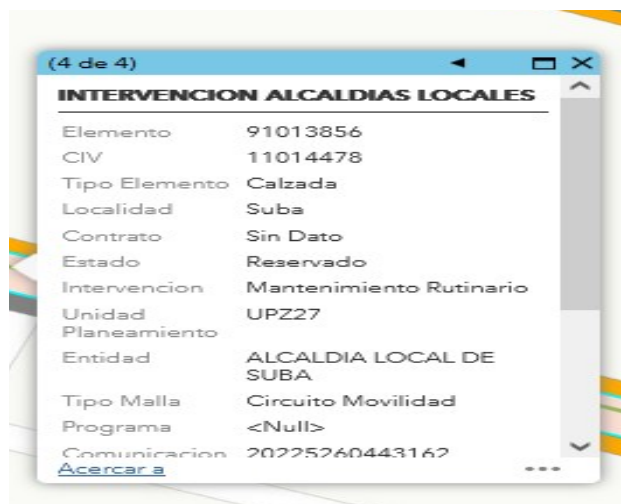 (4 de 4)
INTERVENCION ALCALDIAS LOCALES
Elemento 91013856
CIV 11014478
Tipo Elemento Calzada
Localidad Suba
Contrato Sin Dato
Estado Reservado
Intervencion Mantenimiento Rutinario
Unidad Planeamiento UPZ27
Entidad ALCALDIA LOCAL DE SUBA
Tipo Malla Circuito Movilidad
Programa <Null>
Comunicacion 20225260443162
Acercar a